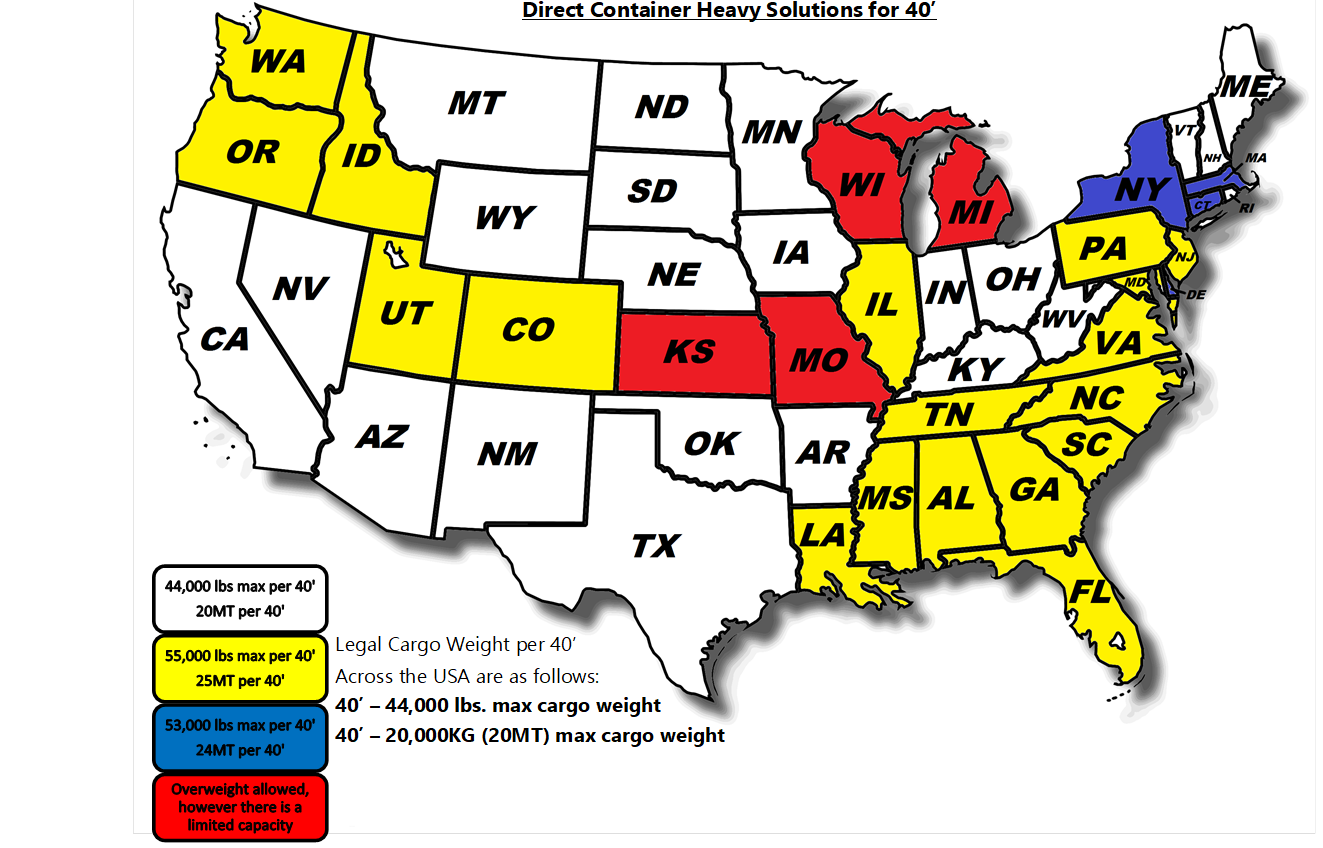 Direct Container Heavy Solutions for 40′
WA
MT
ND
MN
ME
OR
ID
SD
WI
MI
VT
NH
MA
NY
CT
RI
WY
IA
PA
NJ
NV
NE
IL
IN
OH
MD
DE
UT
CO
WV
CA
KS
MO
KY
VA
AZ
NM
OK
AR
TN
NC
SC
MS
AL
GA
TX
LA
FL
44,000 lbs max per 40'
20MT per 40'
55,000 lbs max per 40'
25MT per 40'
53,000 lbs max per 40'
24MT per 40'
Overweight allowed,
however there is a
limited capacity
Legal Cargo Weight per 40′
Across the USA are as follows:
40′ – 44,000 lbs. max cargo weight
40′ – 20,000KG (20MT) max cargo weight